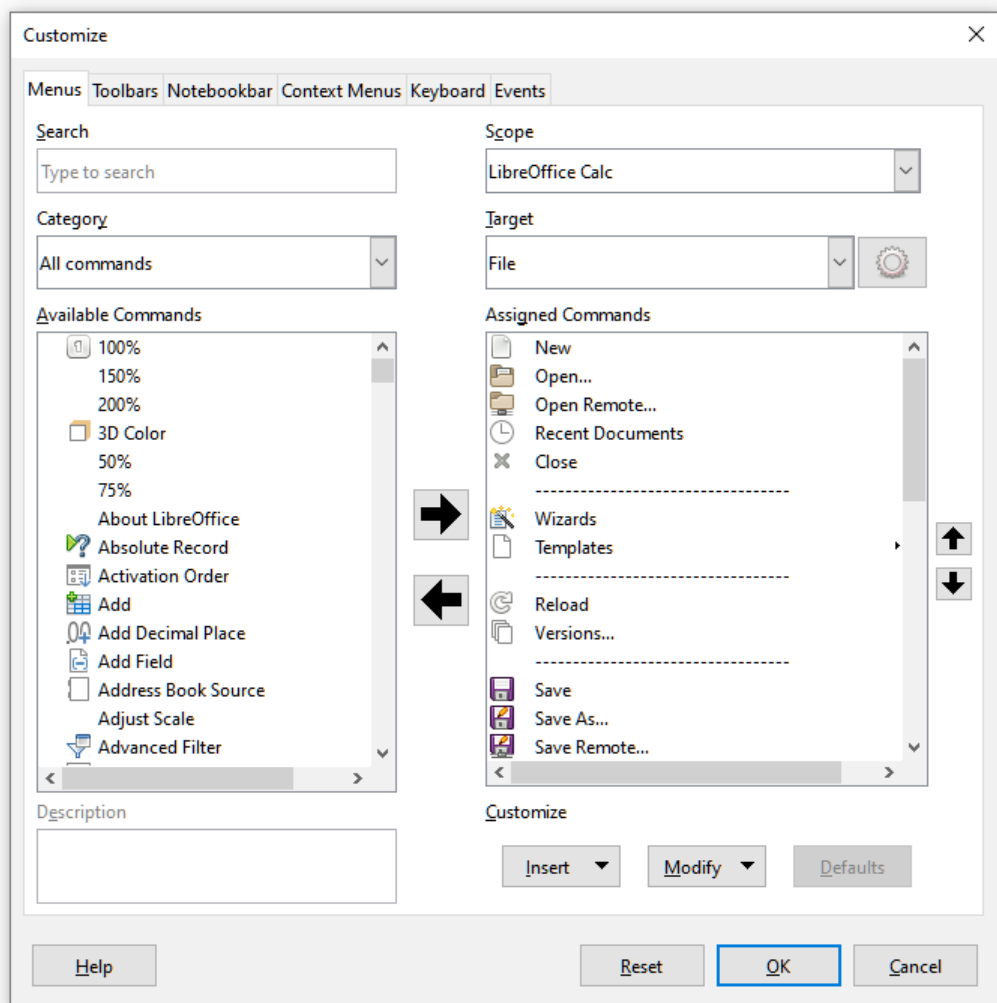 Customize
Menus Toolbars Notebookbar Context Menus Keyboard Events
Search
Type to search
Category
All commands
Available Commands
100%
150%
200%
3D Color
50%
75%
About LibreOffice
Absolute Record
Activation Order
Add
Add Decimal Place
Add Field
Address Book Source
Adjust Scale
Advanced Filter
Description
Scope
LibreOffice Calc
Target
File
Assigned Commands
New
Open...
Open Remote...
Recent Documents
Close
----------------------------------
Wizards
Templates
----------------------------------
Reload
Versions...
----------------------------------
Save
Save As...
Save Remote...
Customize
Insert Modify Defaults
Help Reset OK Cancel